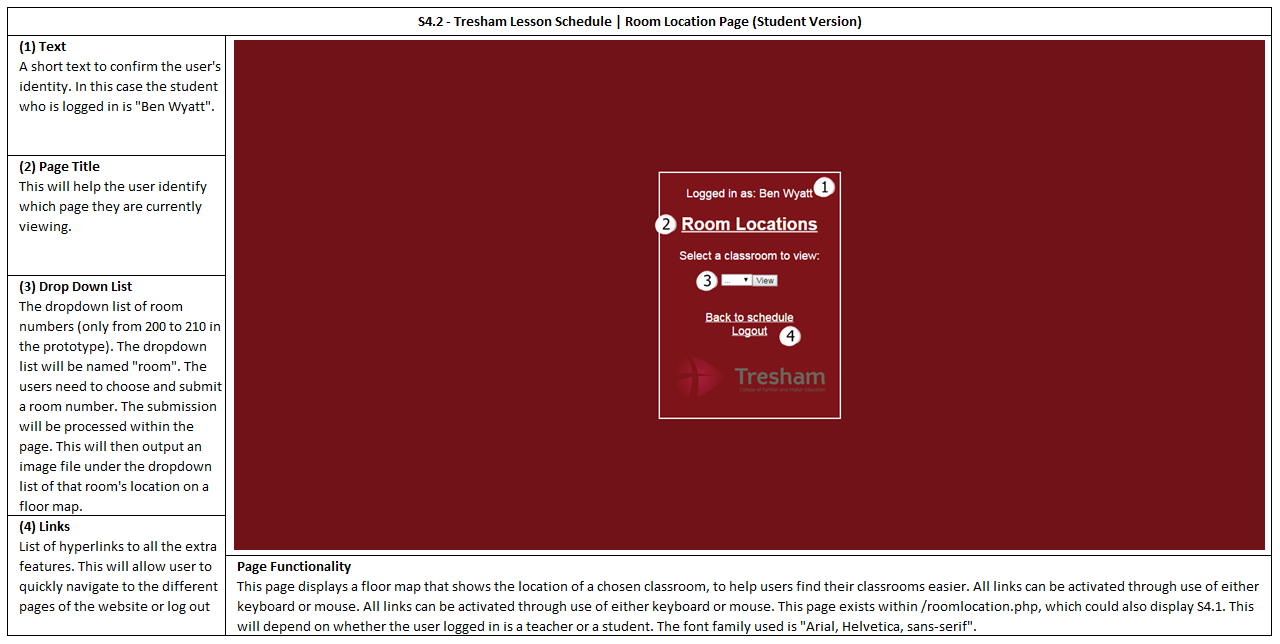 S4.2 - Tresham Lesson Schedule | Room Location Page (Student Version)
(1) Text
A short text to confirm the user's
identity. In this case the student
who is logged in is "Ben Wyatt".
(2) Page Title
This will help the user identify
which page they are currently
viewing.
(3) Drop Down List
The dropdown list of room
numbers (only from 200 to 210 in
the prototype). The dropdown
list will be named "room". The
users need to choose and submit
a room number. The submission
will be processed within the
page. This will then output an
image file under the dropdown
list of that room's location on a
floor map.
(4) Links
List of hyperlinks to all the extra
features. This will allow user to
quickly navigate to the different
pages of the website or log out
Logged in as: Ben Wyatt 1
2 Room Locations
Select a classroom to view:
3 ... View
Back to schedule
Logout 4
Tresham
College of Further and Higher Education
Page Functionality
This page displays a floor map that shows the location of a chosen classroom, to help users find their classrooms easier. All links can be activated through use of either
keyboard or mouse. All links can be activated through use of either keyboard or mouse. This page exists within /roomlocation.php, which could also display S4.1. This
will depend on whether the user logged in is a teacher or a student. The font family used is "Arial, Helvetica, sans-serif".